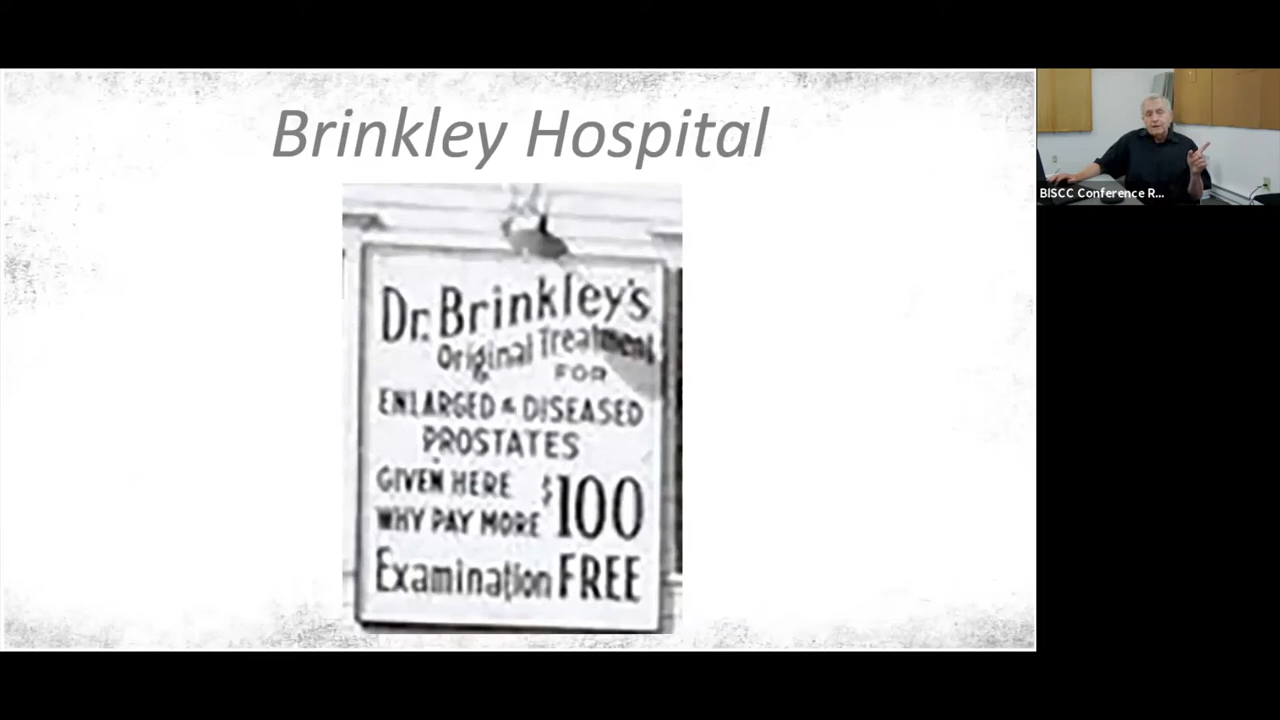 Brinkley Hospital
Dr. Brinkley's
Original Treatment
FOR
ENLARGED & DISEASED
PROSTATES
GIVEN HERE $100
WHY PAY MORE
Examination FREE
BISCC Conference R...